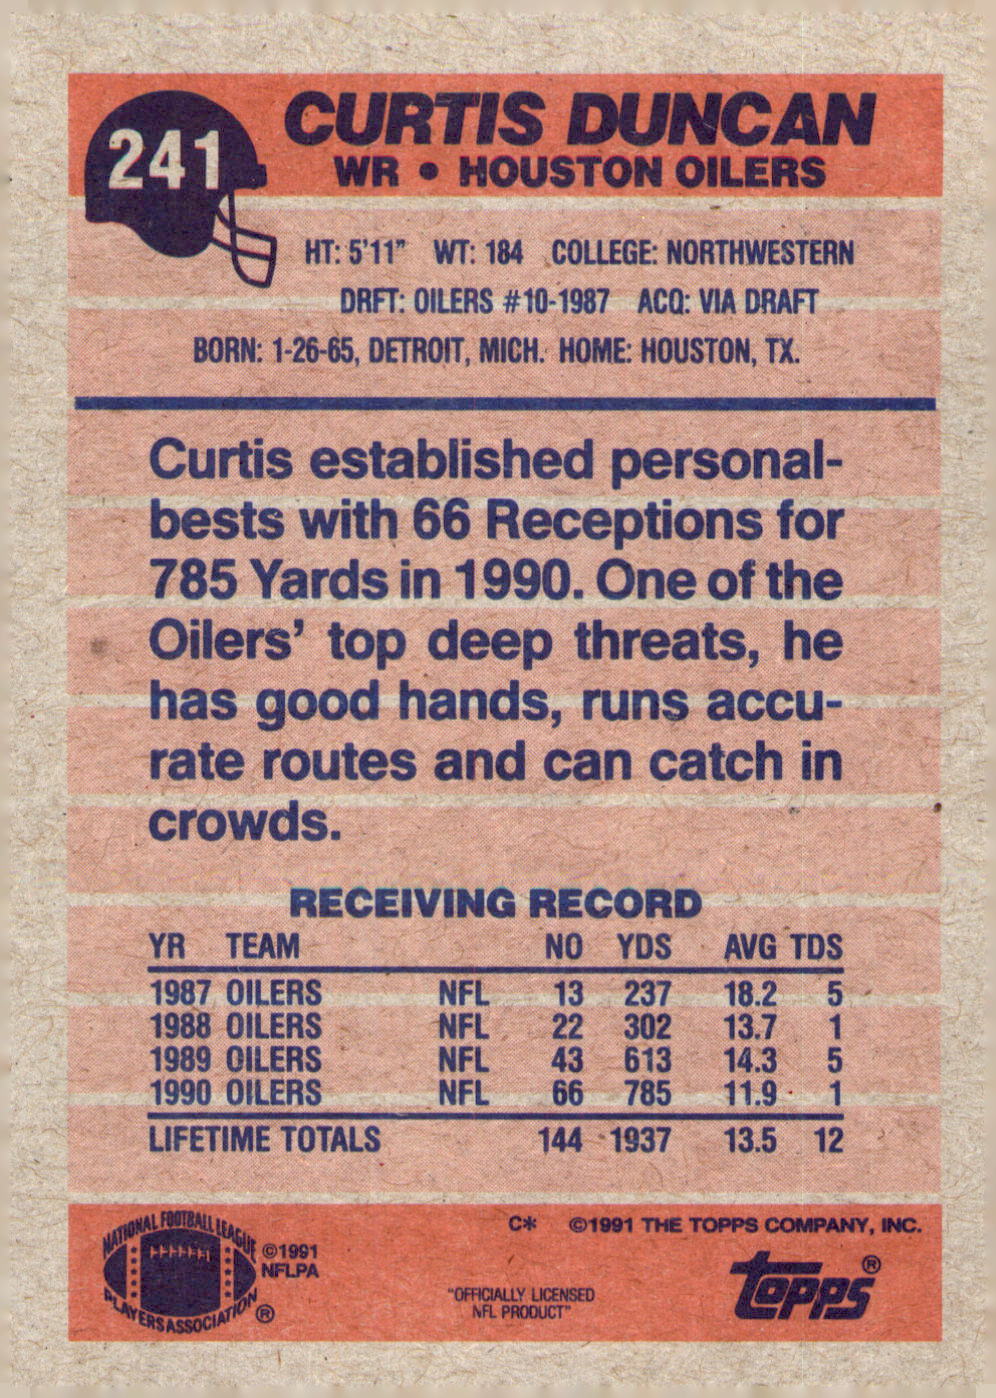 241
CURTIS DUNCAN
WR • HOUSTON OILERS
HT: 5'11" WT: 184 COLLEGE: NORTHWESTERN
DRFT: OILERS #10-1987 ACQ: VIA DRAFT
BORN: 1-26-65, DETROIT, MICH. HOME: HOUSTON, TX.
Curtis established personal-
bests with 66 Receptions for
785 Yards in 1990. One of the
Oilers' top deep threats, he
has good hands, runs accu-
rate routes and can catch in
crowds.
RECEIVING RECORD
YR TEAM NO YDS AVG TDS
1987 OILERS NFL 13 237 18.2 5
1988 OILERS NFL 22 302 13.7 1
1989 OILERS NFL 43 613 14.3 5
1990 OILERS NFL 66 785 11.9 1
LIFETIME TOTALS 144 1937 13.5 12
NATIONAL FOOTBALL LEAGUE
PLAYERS ASSOCIATION ®
©1991
NFLPA
C* ©1991 THE TOPPS COMPANY, INC.
"OFFICIALLY LICENSED
NFL PRODUCT"
topps ®